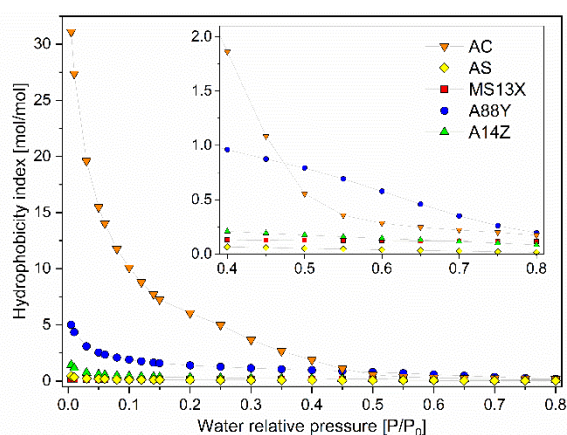 Hydrophobicity index [mol/mol]
30
25
20
15
10
5
0
0.0 0.1 0.2 0.3 0.4 0.5 0.6 0.7 0.8
Water relative pressure [P/P₀]
2.0
1.5
1.0
0.5
0.0
0.4 0.5 0.6 0.7 0.8
AC
AS
MS13X
A88Y
A14Z